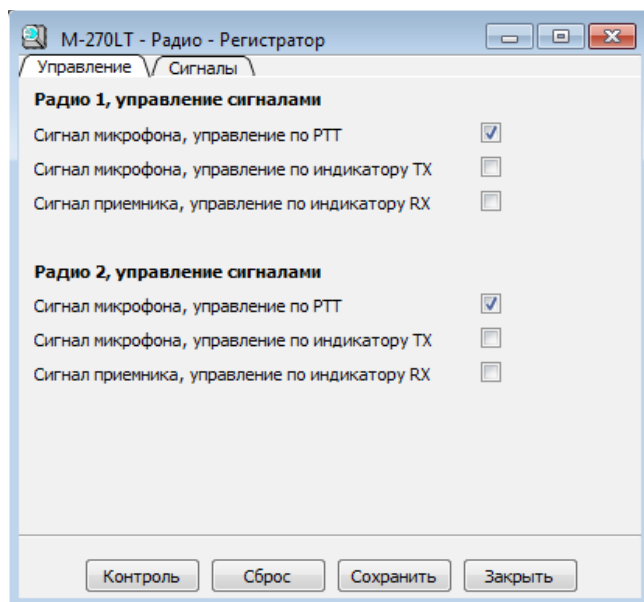 M-270LT - Радио - Регистратор
Управление Сигналы
Радио 1, управление сигналами
Сигнал микрофона, управление по PTT
Сигнал микрофона, управление по индикатору TX
Сигнал приемника, управление по индикатору RX
Радио 2, управление сигналами
Сигнал микрофона, управление по PTT
Сигнал микрофона, управление по индикатору TX
Сигнал приемника, управление по индикатору RX
Контроль Сброс Сохранить Закрыть